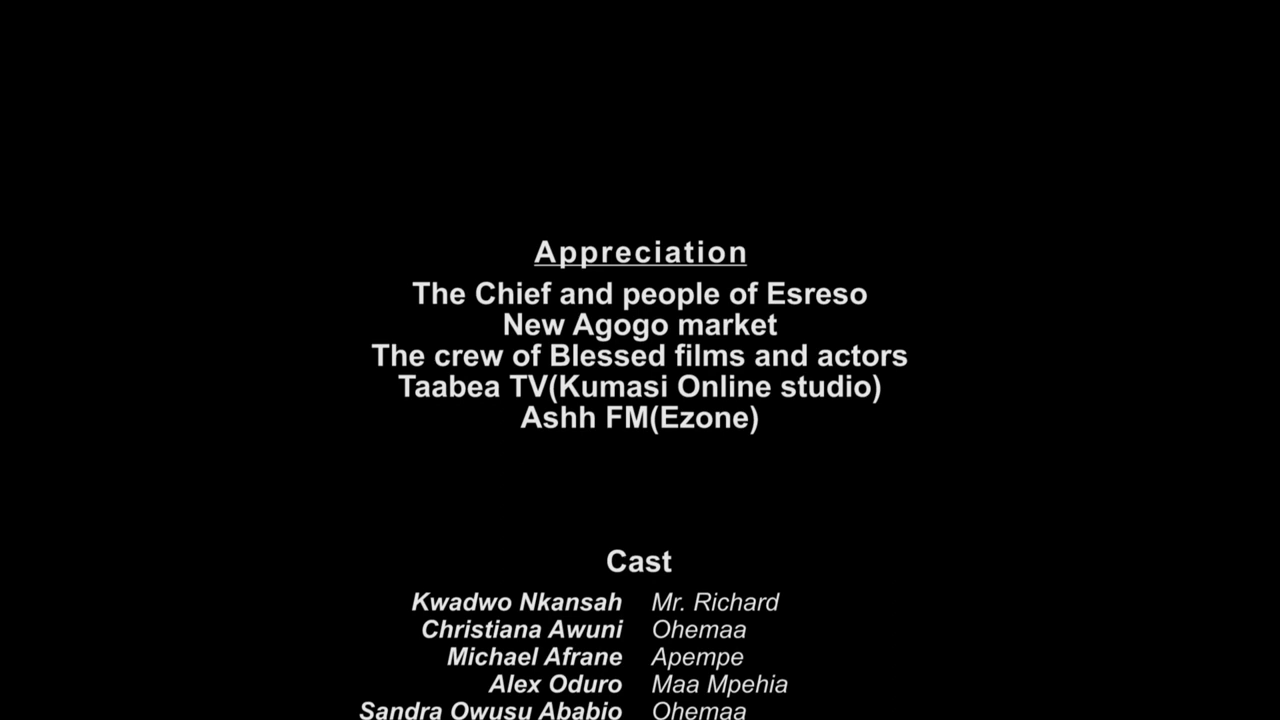 Appreciation
The Chief and people of Esreso
New Agogo market
The crew of Blessed films and actors
Taabea TV(Kumasi Online studio)
Ashh FM(Ezone)
Cast
Kwadwo Nkansah Mr. Richard
Christiana Awuni Ohemaa
Michael Afrane Apempe
Alex Oduro Maa Mpehia
Sandra Owusu Ababio Ohemaa